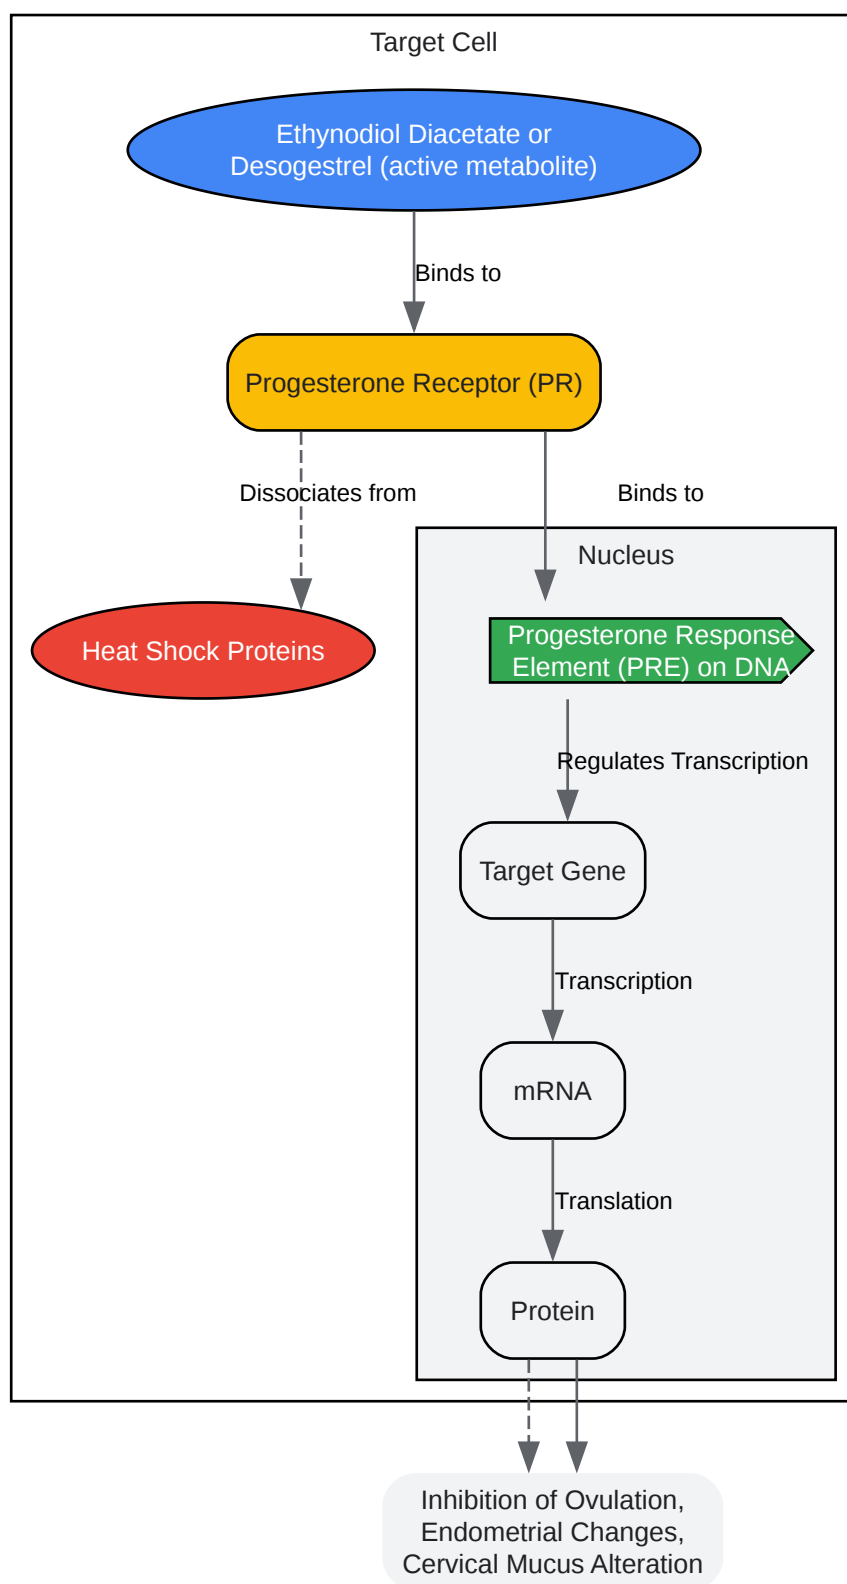 Target Cell
Ethynodiol Diacetate or
Desogestrel (active metabolite)
Binds to
Progesterone Receptor (PR)
Dissociates from
Binds to
Nucleus
Heat Shock Proteins
Progesterone Response
Element (PRE) on DNA
Regulates Transcription
Target Gene
Transcription
mRNA
Translation
Protein
Inhibition of Ovulation,
Endometrial Changes,
Cervical Mucus Alteration